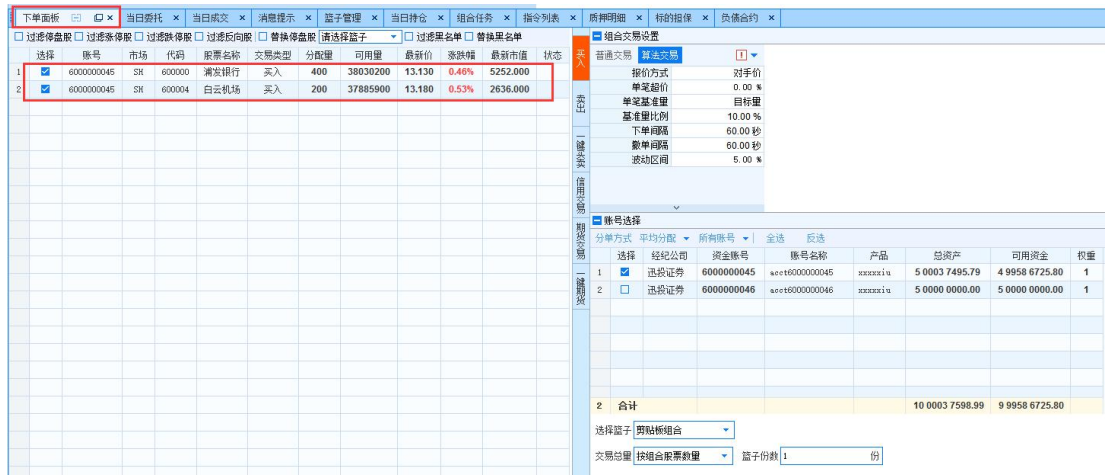 下单面板 当日委托 × 当日成交 × 消息提示 × 篮子管理 × 当日持仓 × 组合任务 × 指令列表 × 质押明细 × 标的担保 × 负债合约 ×
过滤停盘股 过滤涨停股 过滤跌停股 过滤反向股 替换停盘股 请选择篮子 过滤黑名单 替换黑名单
选择 账号 市场 代码 股票名称 交易类型 分配量 可用量 最新价 涨跌幅 最新市值 状态
1 6000000045 SH 600000 浦发银行 买入 400 38030200 13.130 0.46% 5252.000
2 6000000045 SH 600004 白云机场 买入 200 37885900 13.180 0.53% 2636.000
买入
卖出
一键买卖
信用交易
期货交易
一键期货
组合交易设置
普通交易 算法交易
报价方式 对手价
单笔超价 0.00 %
单笔基准量 目标量
基准量比例 10.00 %
下单间隔 60.00 秒
撤单间隔 60.00 秒
波动区间 5.00 %
账号选择
分单方式 平均分配 所有账号 全选 反选
选择 经纪公司 资金账号 账号名称 产品 总资产 可用资金 权重
1 迅投证券 6000000045 acct6000000045 xxxxxiu 5 0003 7495.79 4 9958 6725.80 1
2 迅投证券 6000000046 acct6000000046 xxxxxiu 5 0000 0000.00 5 0000 0000.00 1
2 合计 10 0003 7598.99 9 9958 6725.80
选择篮子 剪贴板组合
交易总量 按组合股票数量 篮子份数 1 份